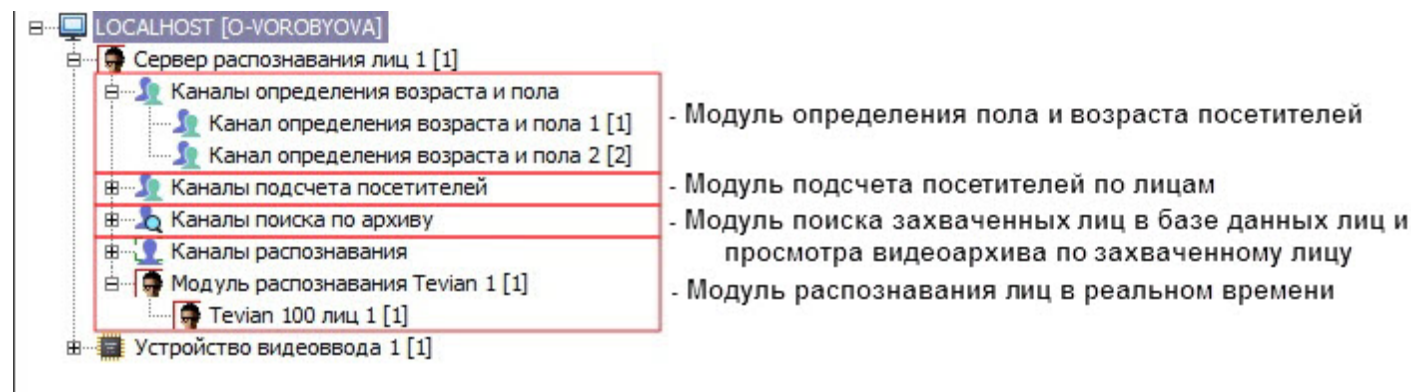 LOCALHOST [O-VOROBYOVA]
Сервер распознавания лиц 1 [1]
Каналы определения возраста и пола
- Модуль определения пола и возраста посетителей
Канал определения возраста и пола 1 [1]
Канал определения возраста и пола 2 [2]
Каналы подсчета посетителей
- Модуль подсчета посетителей по лицам
Каналы поиска по архиву
- Модуль поиска захваченных лиц в базе данных лиц и
просмотра видеоархива по захваченному лицу
Каналы распознавания
Модуль распознавания Tevian 1 [1]
- Модуль распознавания лиц в реальном времени
Tevian 100 лиц 1 [1]
Устройство видеоввода 1 [1]